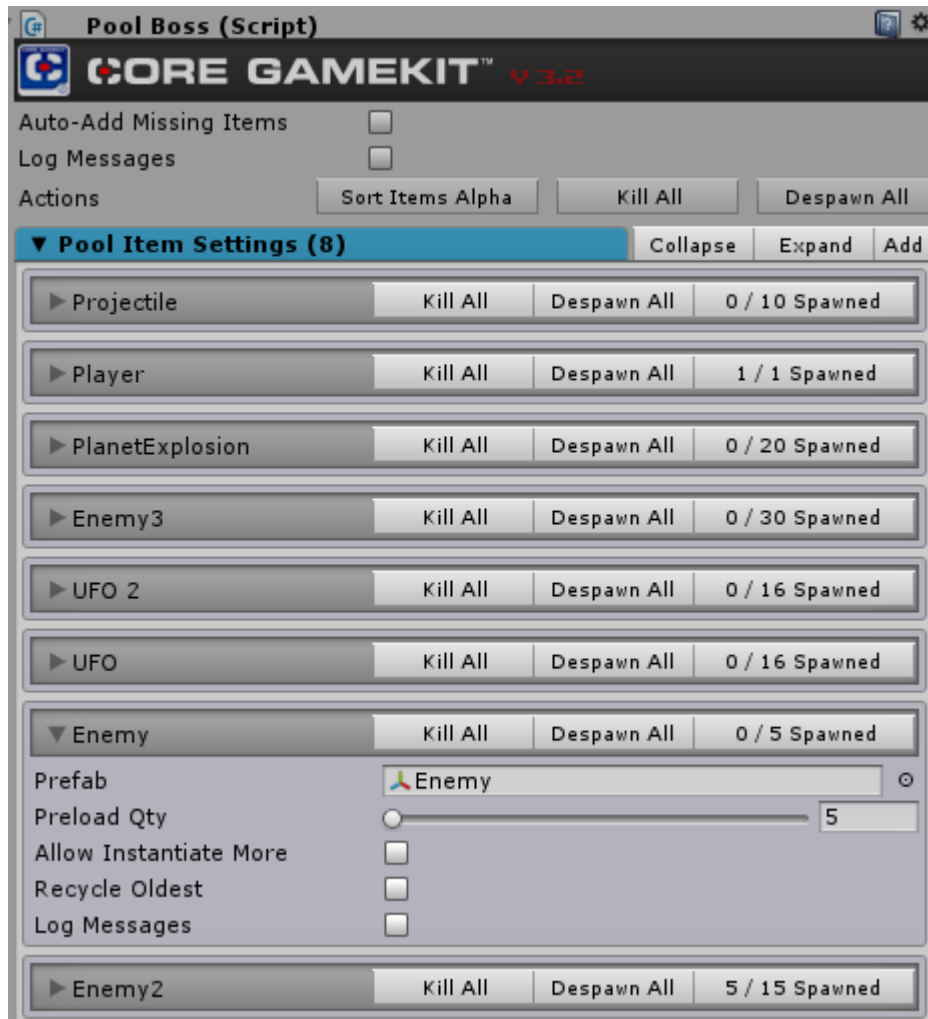 Pool Boss (Script)
CORE GAMEKIT™ V 3.2
Auto-Add Missing Items
Log Messages
Actions Sort Items Alpha Kill All Despawn All
▼ Pool Item Settings (8) Collapse Expand Add
Projectile Kill All Despawn All 0 / 10 Spawned
Player Kill All Despawn All 1 / 1 Spawned
PlanetExplosion Kill All Despawn All 0 / 20 Spawned
Enemy3 Kill All Despawn All 0 / 30 Spawned
UFO 2 Kill All Despawn All 0 / 16 Spawned
UFO Kill All Despawn All 0 / 16 Spawned
Enemy Kill All Despawn All 0 / 5 Spawned
Prefab Enemy
Preload Qty 5
Allow Instantiate More
Recycle Oldest
Log Messages
Enemy2 Kill All Despawn All 5 / 15 Spawned